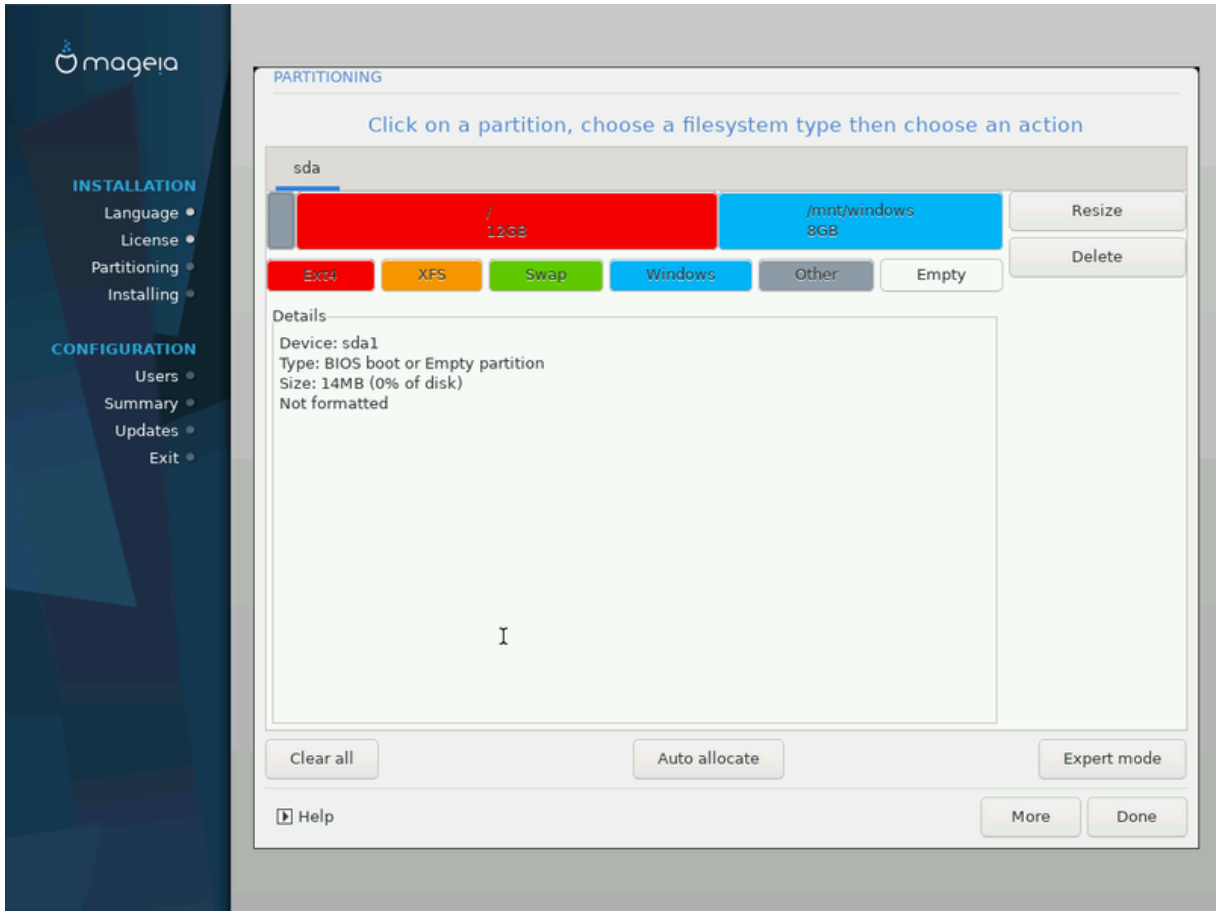 mageia
INSTALLATION
Language
License
Partitioning
Installing
CONFIGURATION
Users
Summary
Updates
Exit
PARTITIONING
Click on a partition, choose a filesystem type then choose an action
sda
/
12GB
/mnt/windows
8GB
Resize
Delete
Ext4
XFS
Swap
Windows
Other
Empty
Details
Device: sda1
Type: BIOS boot or Empty partition
Size: 14MB (0% of disk)
Not formatted
Clear all
Auto allocate
Expert mode
Help
More
Done